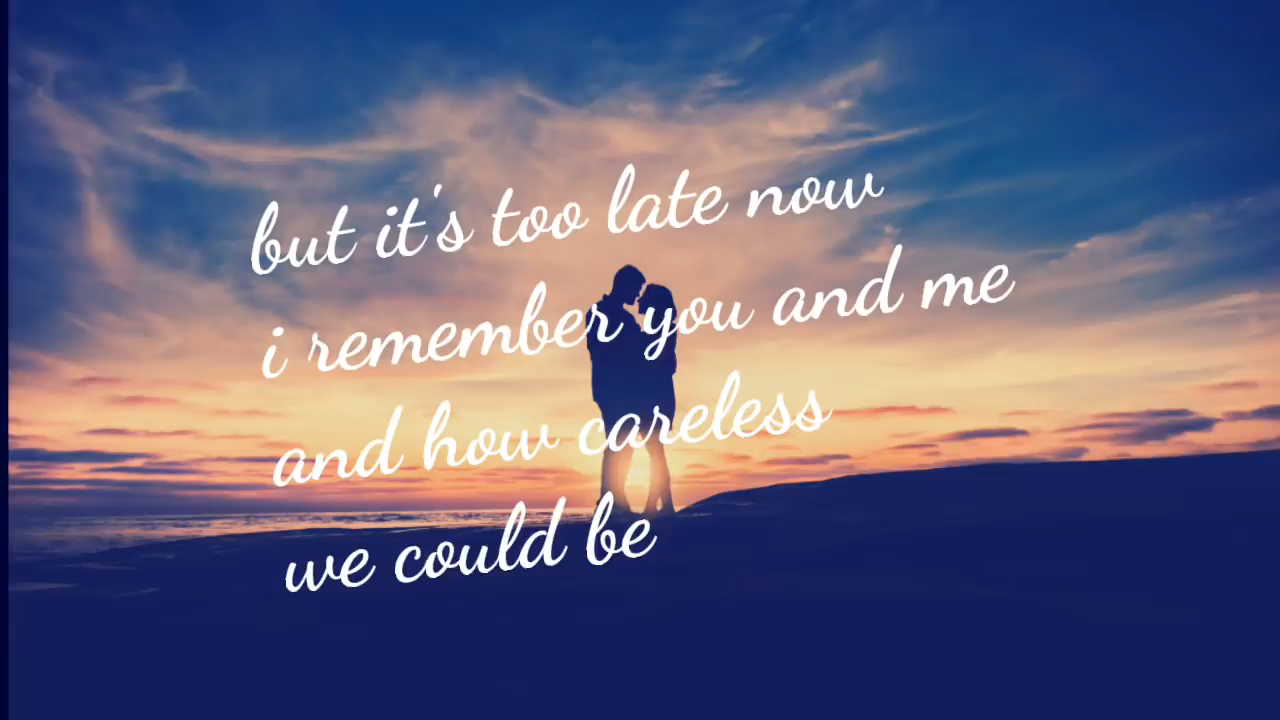 but it's too late now
i remember you and me
and how careless
we could be